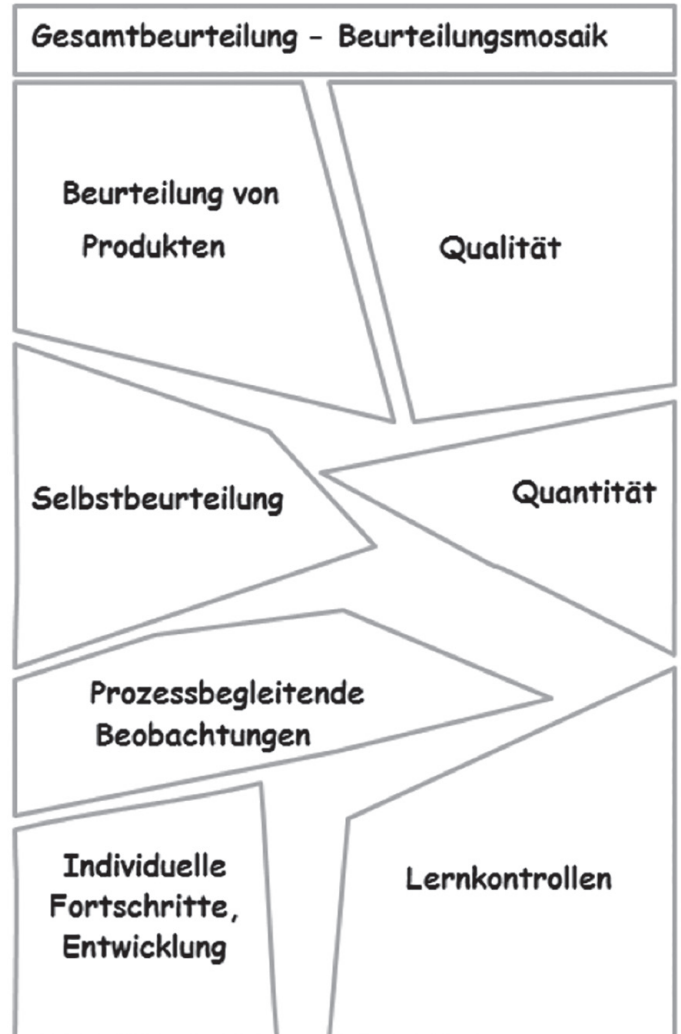 Gesamtbeurteilung – Beurteilungsmosaik
Beurteilung von
Produkten
Qualität
Selbstbeurteilung
Quantität
Prozessbegleitende
Beobachtungen
Individuelle
Fortschritte,
Entwicklung
Lernkontrollen